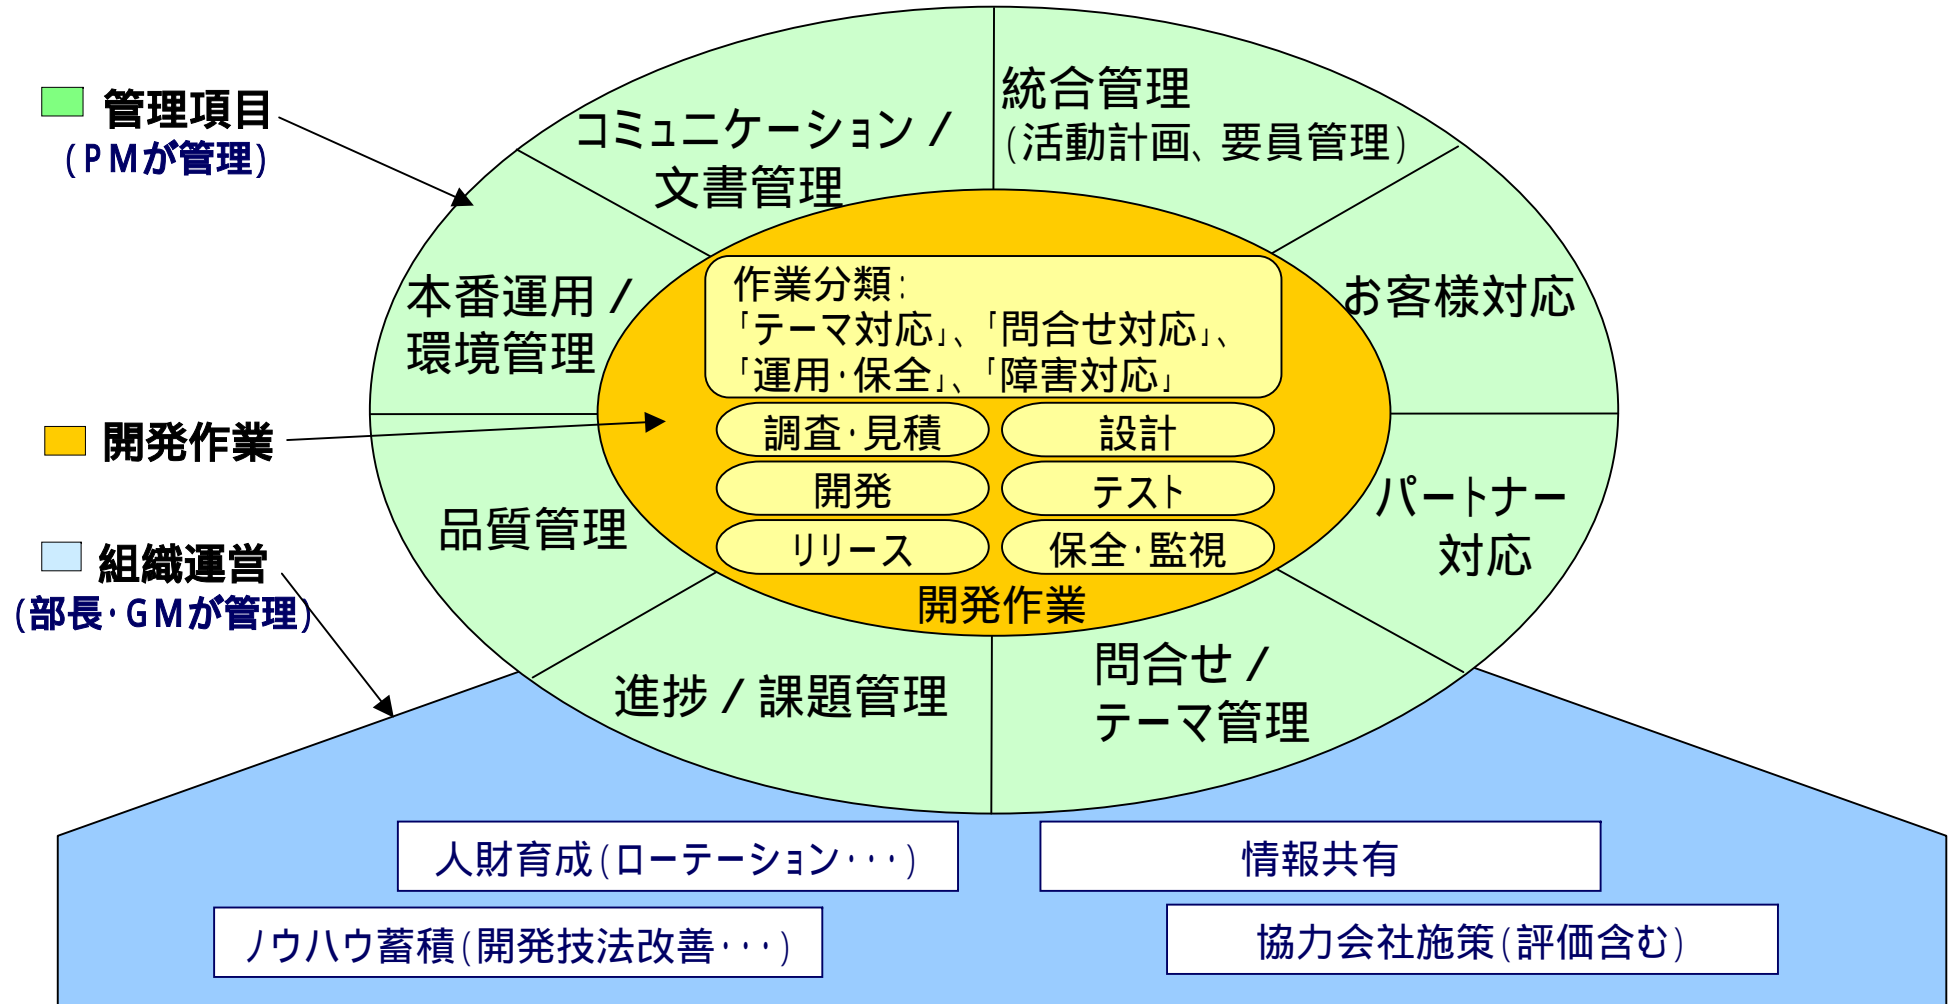 管理項目
(PMが管理)
開発作業
組織運営
(部長・GMが管理)
コミュニケーション/
文書管理
統合管理
(活動計画、要員管理)
本番運用/
環境管理
お客様対応
品質管理
パートナー
対応
進捗/課題管理
問合せ/
テーマ管理
作業分類:
「テーマ対応」、「問合せ対応」、
「運用・保全」、「障害対応」
調査・見積
設計
開発
テスト
リリース
保全・監視
開発作業
人財育成(ローテーション・・・)
情報共有
ノウハウ蓄積(開発技法改善・・・)
協力会社施策(評価含む)